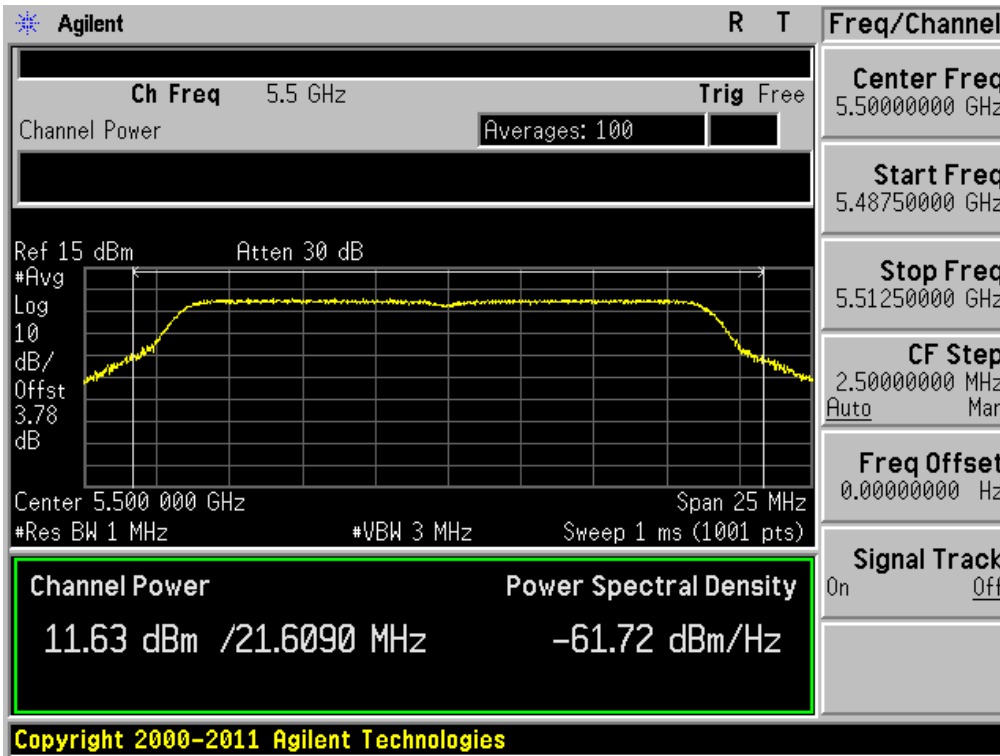 Agilent R T Freq/Channel
Ch Freq 5.5 GHz Trig Free
Channel Power Averages: 100
Center Freq
5.50000000 GHz
Start Freq
5.48750000 GHz
Stop Freq
5.51250000 GHz
CF Step
2.50000000 MHz
Auto Man
Freq Offset
0.00000000 Hz
Signal Track
On Off
Ref 15 dBm Atten 30 dB
#Avg
Log
10
dB/
Offst
3.78
dB
Center 5.500 000 GHz Span 25 MHz
#Res BW 1 MHz #VBW 3 MHz Sweep 1 ms (1001 pts)
Channel Power Power Spectral Density
11.63 dBm /21.6090 MHz -61.72 dBm/Hz
Copyright 2000-2011 Agilent Technologies